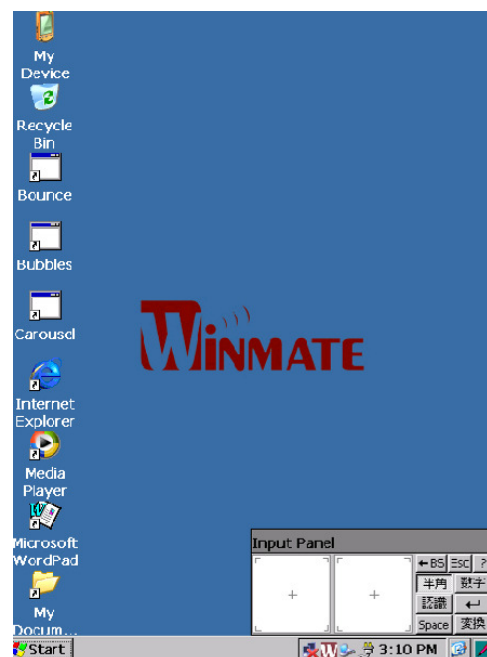 My
Device
Recycle
Bin
Bounce
Bubbles
Carousel
Internet
Explorer
Media
Player
Microsoft
WordPad
My
Docum...
WINMATE
Input Panel
←BS ESC ?
半角 数字
認識 ↵
Space 変換
Start
3:10 PM